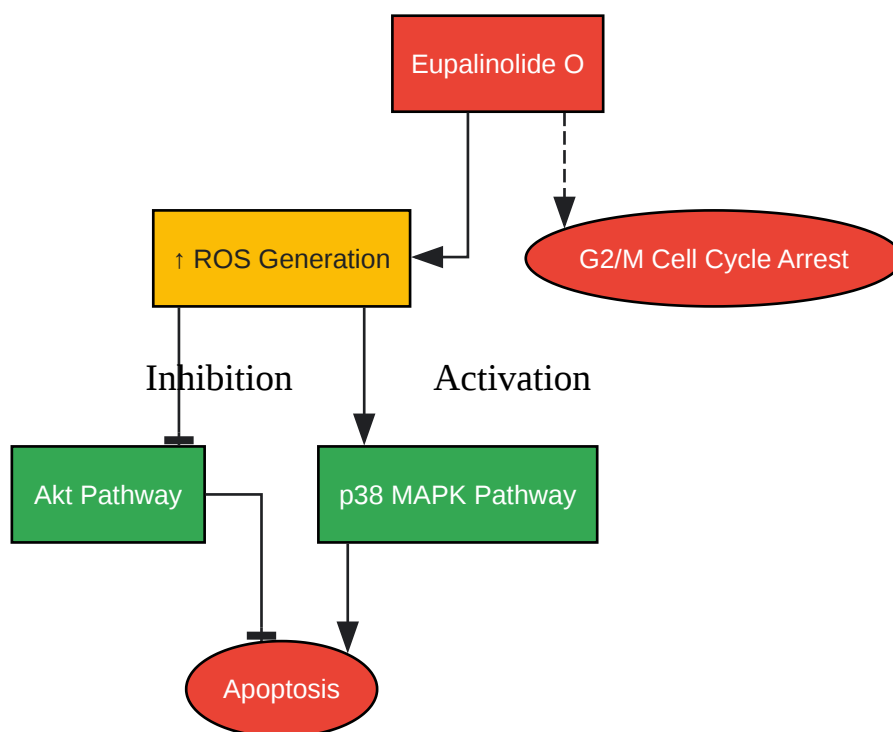 Eupalinolide O
↑ ROS Generation
G2/M Cell Cycle Arrest
Inhibition
Activation
Akt Pathway
p38 MAPK Pathway
Apoptosis